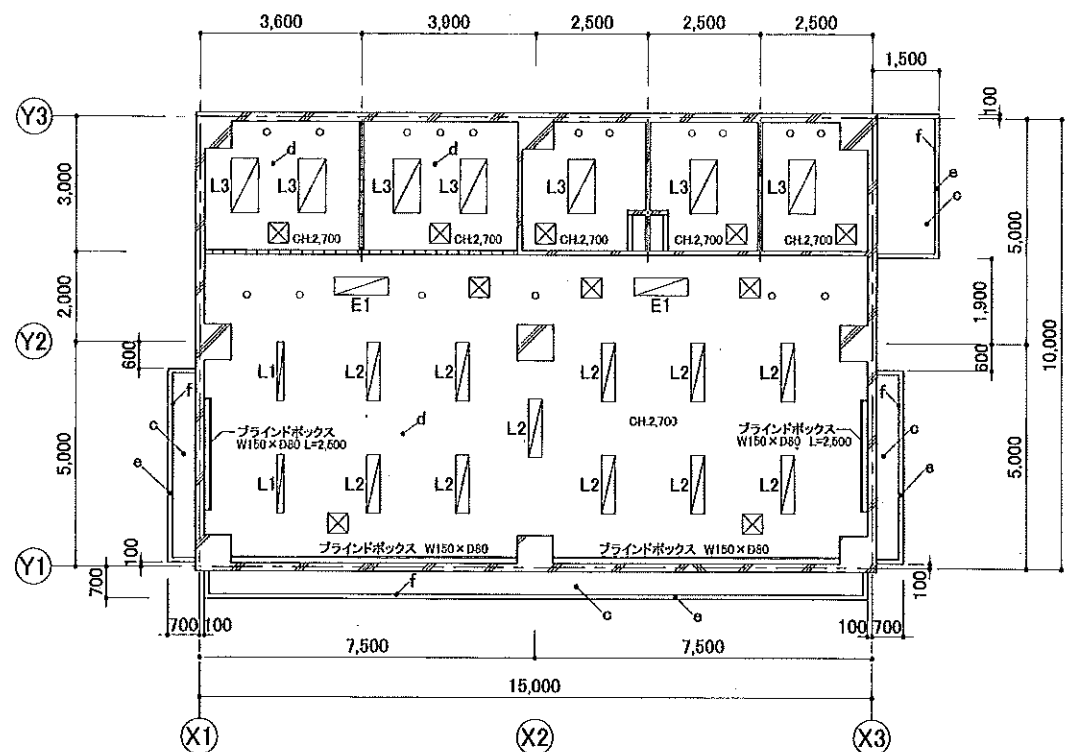 3,600
3,900
2,500
2,500
2,500
1,500
Y3
100
d
d
f
e
c
L3
L3
L3
L3
L3
L3
L3
3,000
CH.2,700
CH.2,700
CH.2,700
CH.2,700
CH.2,700
5,000
2,000
E1
E1
1,900
10,000
Y2
600
600
L1
L2
L2
L2
L2
L2
f
f
c
c
e
e
ブラインドボックス
W150×D80 L=2,500
d
L2
CH.2,700
ブラインドボックス
W150×D80 L=2,500
5,000
5,000
L1
L2
L2
L2
L2
L2
ブラインドボックス W150×D80
ブラインドボックス W150×D80
Y1
100
700
f
c
e
100
700
100
100
700
7,500
7,500
15,000
X1
X2
X3